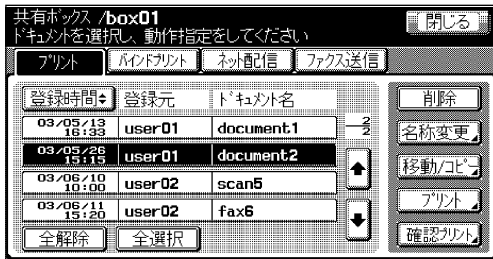 共有ボックス /box01
ドキュメントを選択し、動作指定をしてください
閉じる
プリント バインドプリント ネット配信 ファクス送信
登録時間 登録元 ドキュメント名 削除
03/05/13 16:33 user01 document1 2/2 名称変更
03/05/26 15:15 user01 document2 移動/コピー
03/06/10 10:00 user02 scan5 プリント
03/06/11 15:20 user02 fax6
全解除 全選択 確認プリント